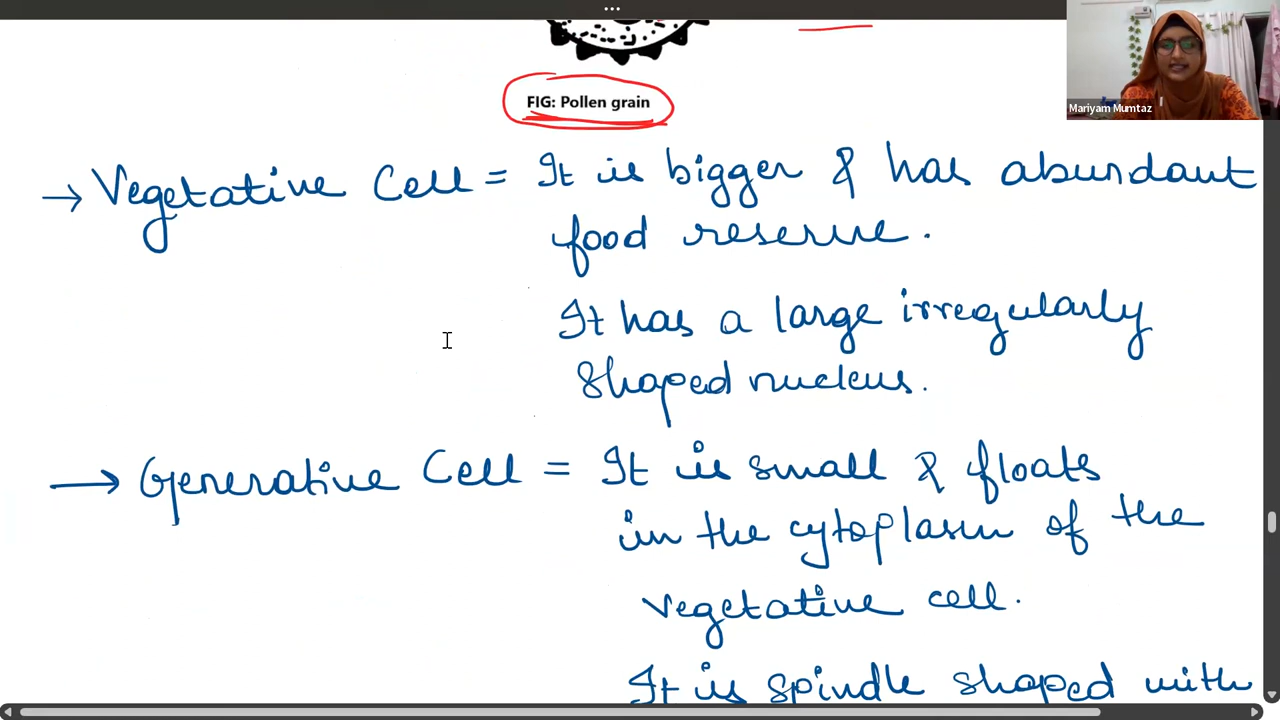 FIG: Pollen grain
Mariyam Mumtaz
→ Vegetative Cell = It is bigger & has abundant
food reserve.
It has a large irregularly
shaped nucleus.
→ Generative Cell = It is small & floats
in the cytoplasm of the
vegetative cell.
It is spindle shaped with